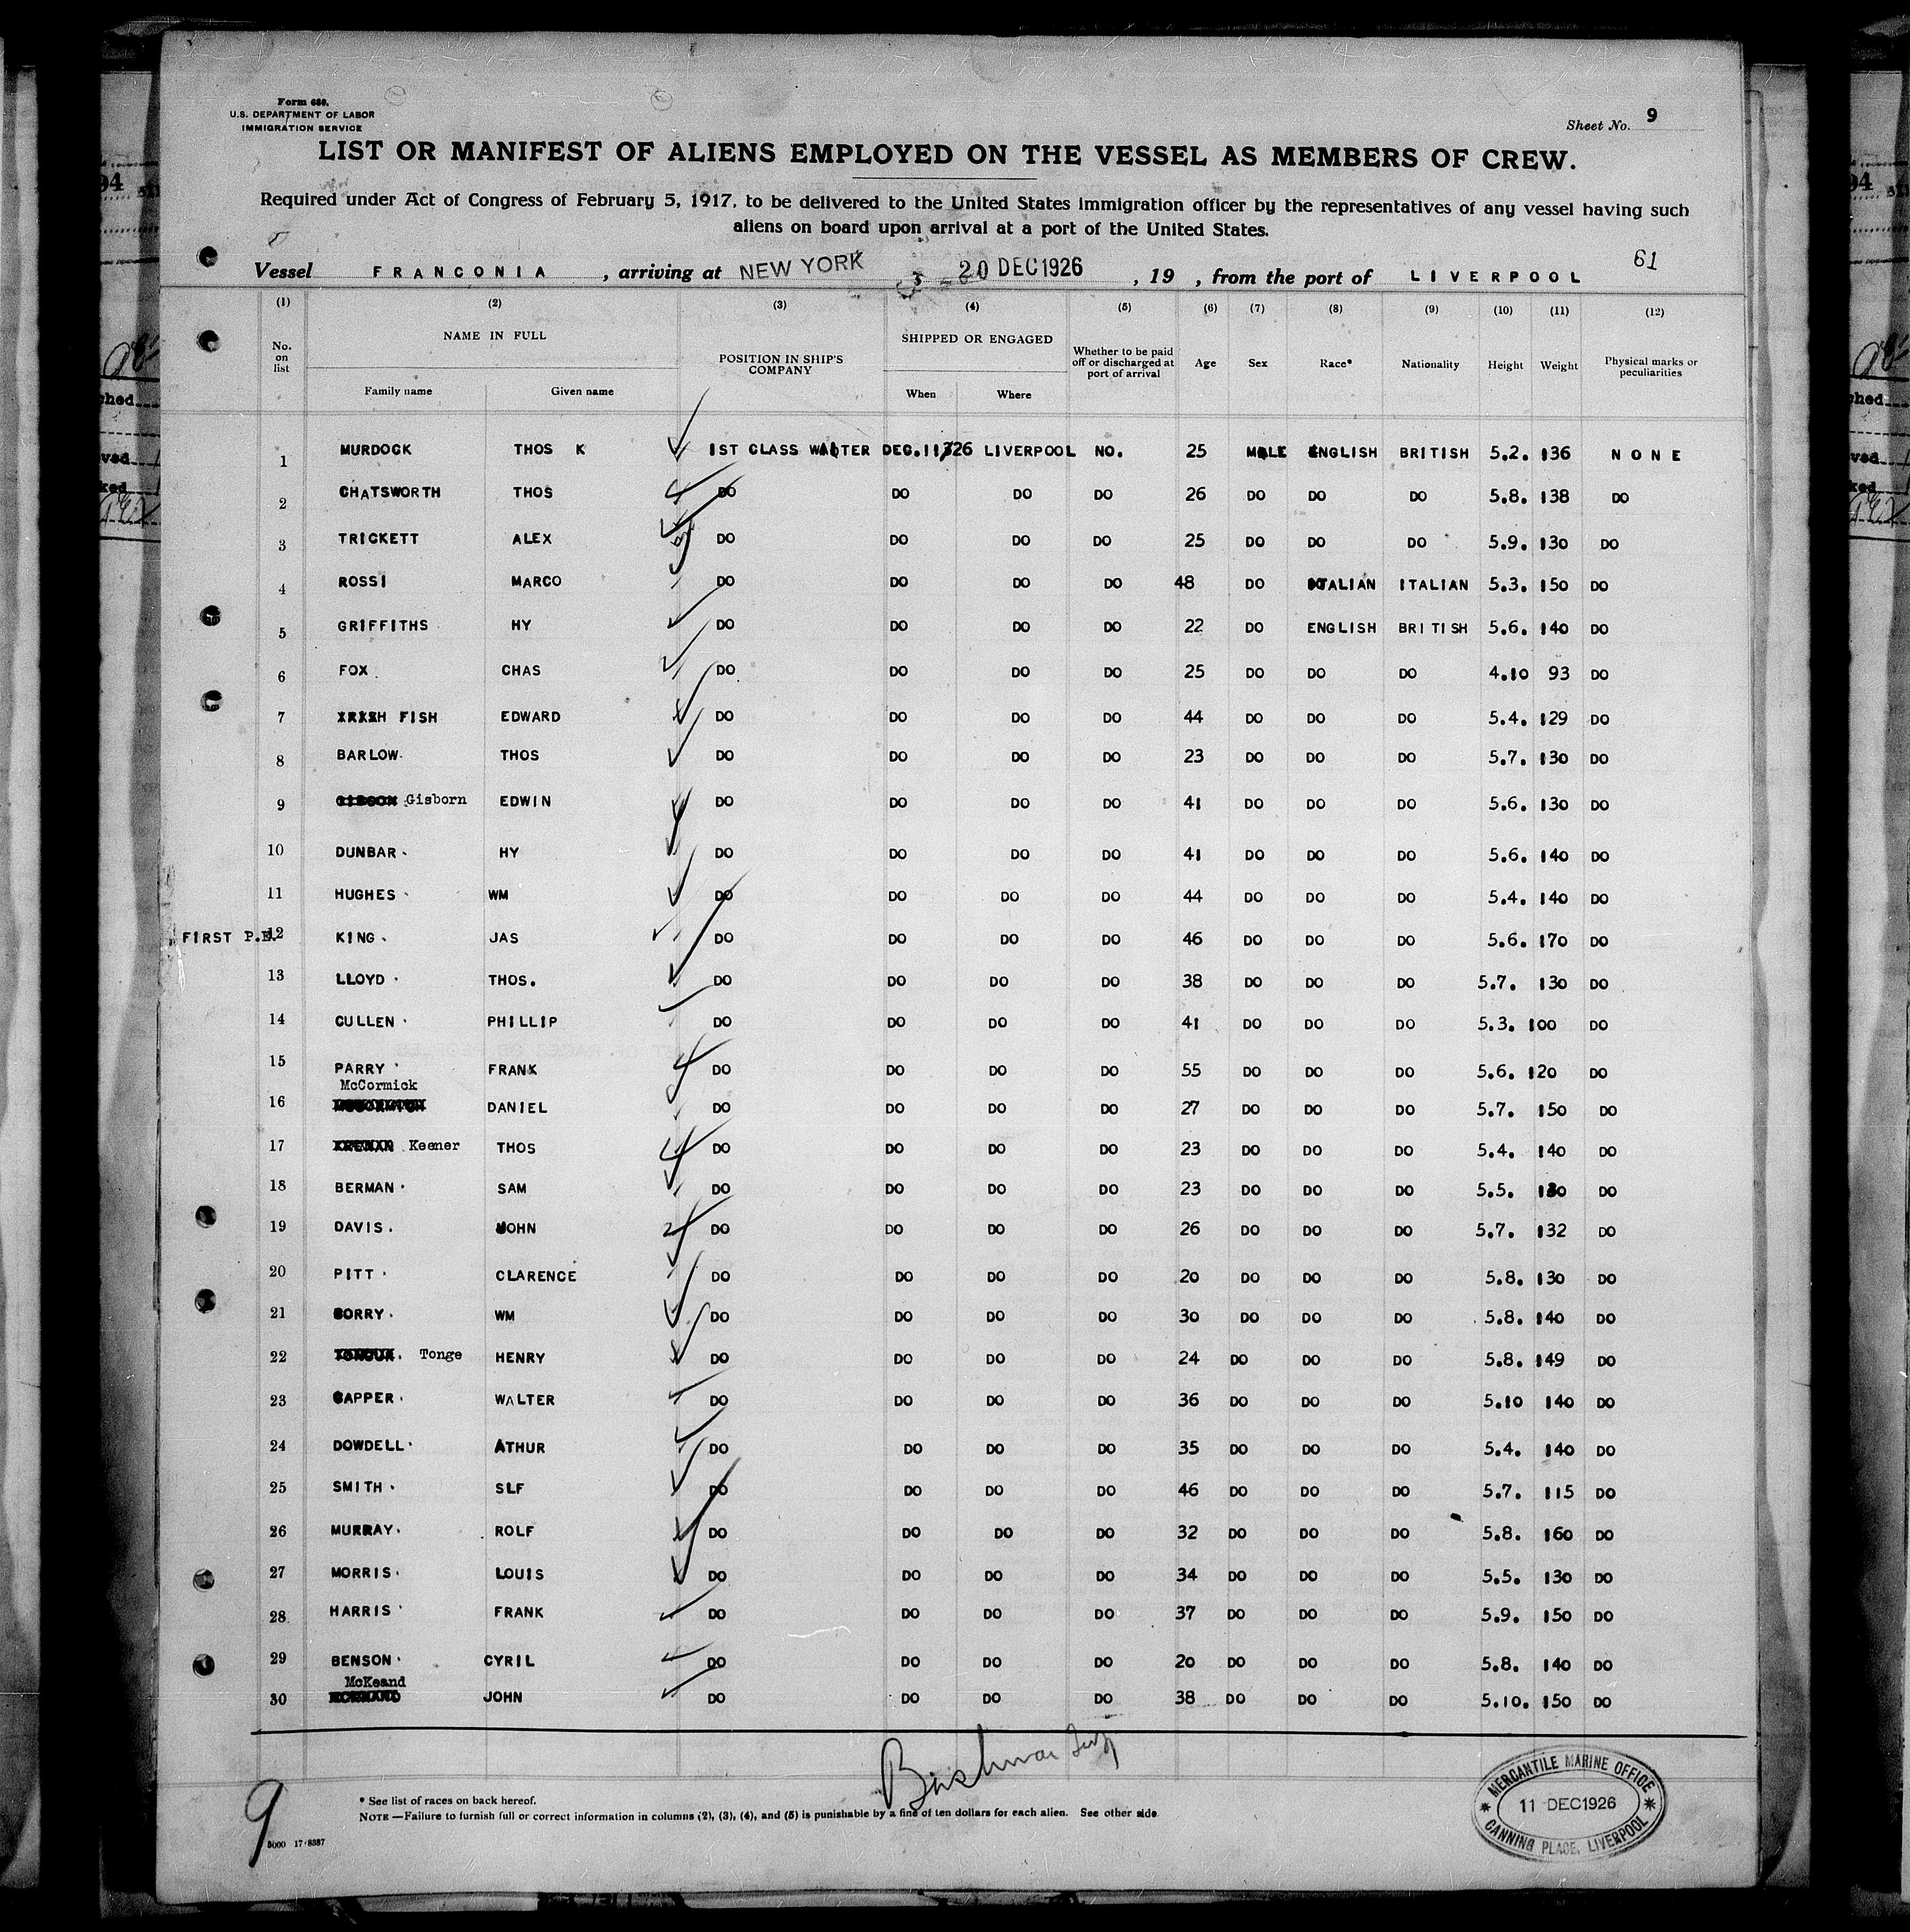 Form 680.
U.S. DEPARTMENT OF LABOR
IMMIGRATION SERVICE
Sheet No. 9
LIST OR MANIFEST OF ALIENS EMPLOYED ON THE VESSEL AS MEMBERS OF CREW.
Required under Act of Congress of February 5, 1917, to be delivered to the United States immigration officer by the representatives of any vessel having such
aliens on board upon arrival at a port of the United States.
61
Vessel FRANCONIA, arriving at NEW YORK 20 DEC 1926, 19 , from the port of LIVERPOOL
(1) (2) (3) (4) (5) (6) (7) (8) (9) (10) (11) (12)
No. on list NAME IN FULL Family name Given name POSITION IN SHIP'S COMPANY SHIPPED OR ENGAGED When Where Whether to be paid off or discharged at port of arrival Age Sex Race* Nationality Height Weight Physical marks or peculiarities
1 MURDOCK THOS K 1ST CLASS WAITER DEC. 11 26 LIVERPOOL NO. 25 MALE ENGLISH BRITISH 5.2. 136 NONE
2 CHATSWORTH THOS DO DO DO DO 26 DO DO DO 5.8. 138 DO
3 TRICKETT ALEX DO DO DO DO 25 DO DO DO 5.9. 130 DO
4 ROSSI MARCO DO DO DO DO 48 DO ITALIAN ITALIAN 5.3. 150 DO
5 GRIFFITHS HY DO DO DO DO 22 DO ENGLISH BRITISH 5.6. 140 DO
6 FOX CHAS DO DO DO DO 25 DO DO DO 4.10 93 DO
7 FISH EDWARD DO DO DO DO 44 DO DO DO 5.4. 129 DO
8 BARLOW THOS DO DO DO DO 23 DO DO DO 5.7. 130 DO
9 Gisborn EDWIN DO DO DO DO 41 DO DO DO 5.6. 130 DO
10 DUNBAR HY DO DO DO DO 41 DO DO DO 5.6. 140 DO
11 HUGHES WM DO DO DO DO 44 DO DO DO 5.4. 140 DO
FIRST P.E. 12 KING JAS DO DO DO DO 46 DO DO DO 5.6. 170 DO
13 LLOYD THOS. DO DO DO DO 38 DO DO DO 5.7. 130 DO
14 CULLEN PHILLIP DO DO DO DO 41 DO DO DO 5.3. 100 DO
15 PARRY FRANK DO DO DO DO 55 DO DO DO 5.6. 120 DO
16 McCormick DANIEL DO DO DO DO 27 DO DO DO 5.7. 150 DO
17 Keener THOS DO DO DO DO 23 DO DO DO 5.4. 140 DO
18 BERMAN SAM DO DO DO DO 23 DO DO DO 5.5. 130 DO
19 DAVIS. JOHN DO DO DO DO 26 DO DO DO 5.7. 132 DO
20 PITT CLARENCE DO DO DO DO 20 DO DO DO 5.8. 130 DO
21 CORRY. WM DO DO DO DO 30 DO DO DO 5.8. 140 DO
22 Tonge HENRY DO DO DO DO 24 DO DO DO 5.8. 149 DO
23 CAPPER WALTER DO DO DO DO 36 DO DO DO 5.10 140 DO
24 DOWDELL ATHUR DO DO DO DO 35 DO DO DO 5.4. 140 DO
25 SMITH SLF DO DO DO DO 46 DO DO DO 5.7. 115 DO
26 MURRAY ROLF DO DO DO DO 32 DO DO DO 5.8. 160 DO
27 MORRIS LOUIS DO DO DO DO 34 DO DO DO 5.5. 130 DO
28 HARRIS FRANK DO DO DO DO 37 DO DO DO 5.9. 150 DO
29 BENSON CYRIL DO DO DO DO 20 DO DO DO 5.8. 140 DO
30 McKeand JOHN DO DO DO DO 38 DO DO DO 5.10. 150 DO
* See list of races on back hereof.
NOTE—Failure to furnish full or correct information in columns (2), (3), (4), and (5) is punishable by a fine of ten dollars for each alien. See other side.
9
MERCANTILE MARINE OFFICE
11 DEC 1926
CANNING PLACE, LIVERPOOL